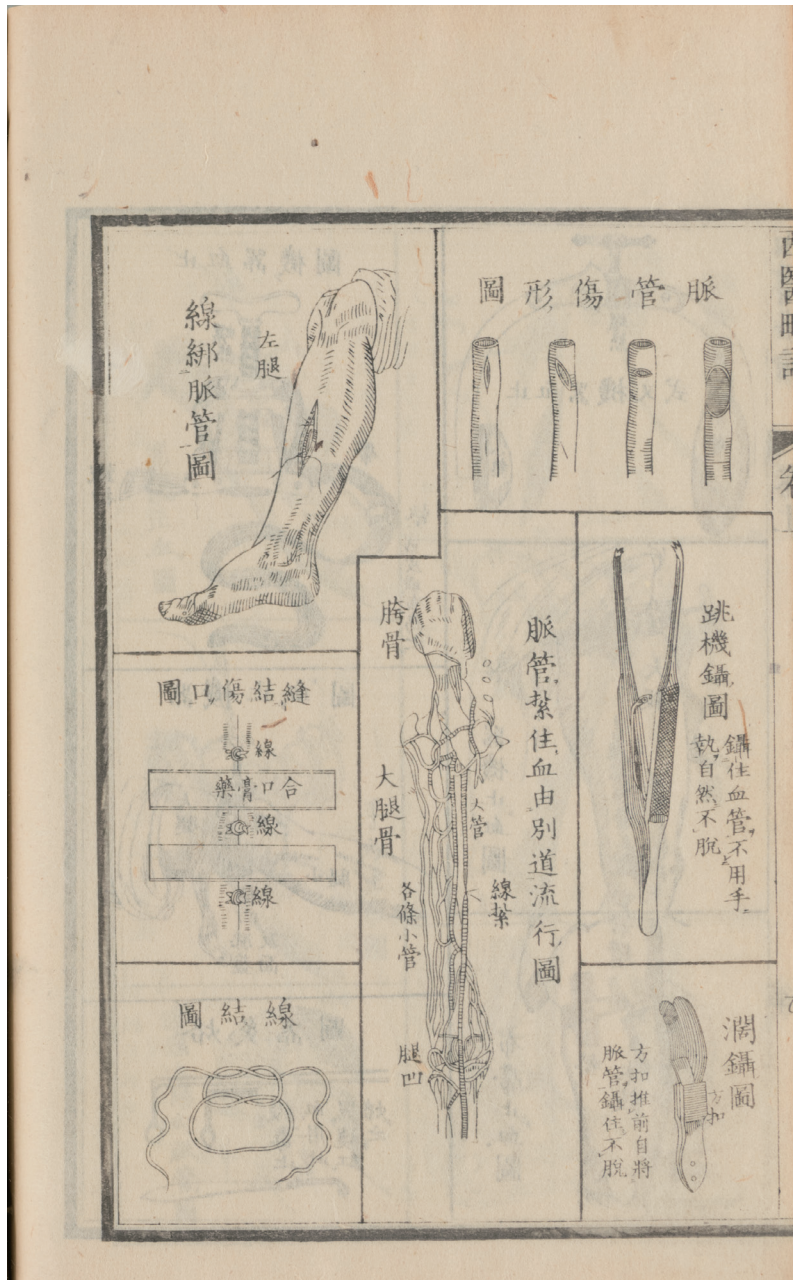 西醫略論
卷
脈管傷形圖
跳機鑷圖
鑷住血管不用手
執自然不脫
濶鑷圖
方扣
方扣推前自將
脈管鑷住不脫
脈管紮住血由別道流行圖
胯骨
大腿骨
大管
線紮
各條小管
腿凹
線綁脈管圖
左腿
縫結傷口圖
線
合口膏藥
線
線
線結圖